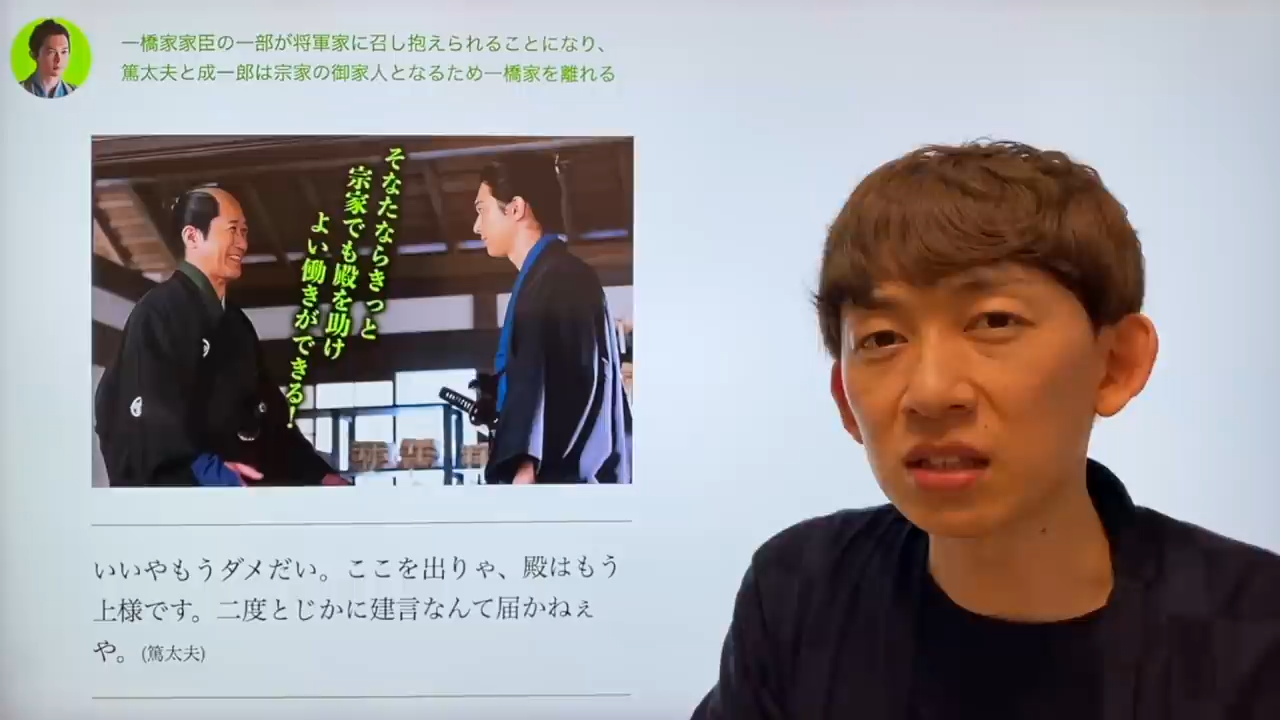 一橋家家臣の一部が将軍家に召し抱えられることになり、
篤太夫と成一郎は宗家の御家人となるため一橋家を離れる
そなたならきっと
宗家でも殿を助け
よい働きができる！
いいやもうダメだい。ここを出りゃ、殿はもう
上様です。二度とじかに建言なんて届かねぇ
や。(篤太夫)